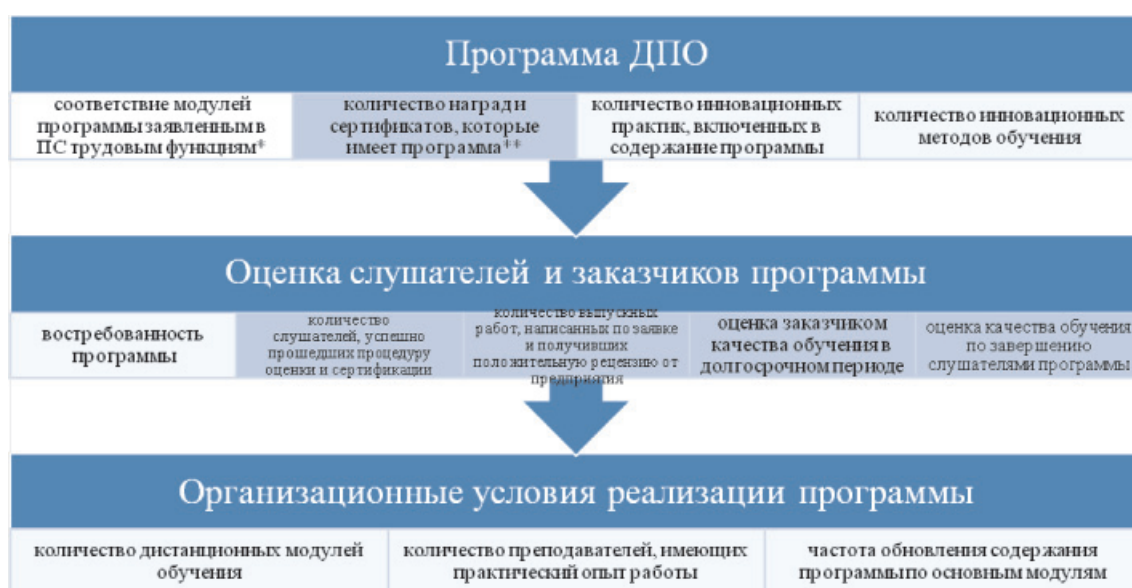 Программа ДПО
соответствие модулей
программы заявленным в
ПС трудовым функциям*
количество наград и
сертификатов, которые
имеет программа**
количество инновационных
практик, включенных в
содержание программы
количество инновационных
методов обучения
Оценка слушателей и заказчиков программы
востребованность
программы
количество
слушателей, успешно
прошедших процедуру
оценки и сертификации
количество выпускных
работ, написанных по заявке
и получивших
положительную рецензию от
предприятия
оценка заказчиком
качества обучения в
долгосрочном периоде
оценка качества обучения
по завершению
слушателями программы
Организационные условия реализации программы
количество дистанционных модулей
обучения
количество преподавателей, имеющих
практический опыт работы
частота обновления содержания
программы по основным модулям